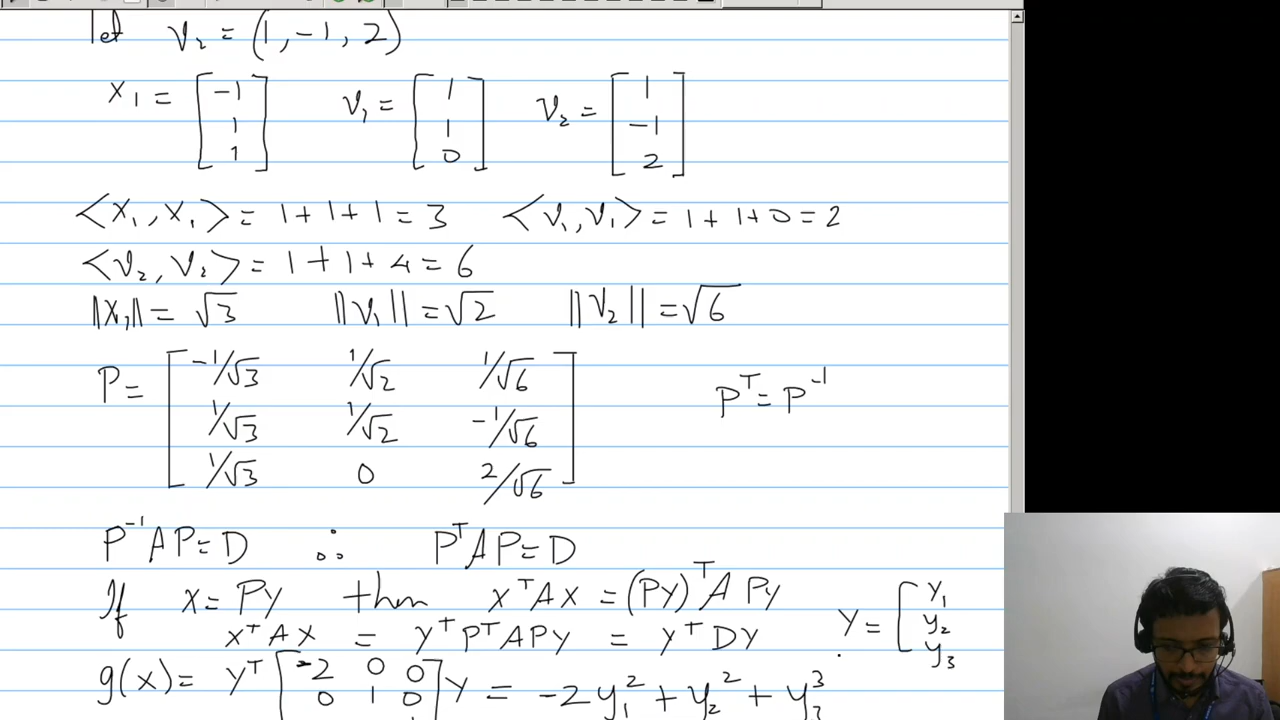 let v₂ = (1, -1, 2)
x₁ = [-1 1 1] v₁ = [1 1 0] v₂ = [1 -1 2]
<x₁, x₁> = 1+1+1 = 3 <v₁, v₁> = 1+1+0 = 2
<v₂, v₂> = 1+1+4 = 6
||x₁|| = √3 ||v₁|| = √2 ||v₂|| = √6
P = [-1/√3 1/√2 1/√6
1/√3 1/√2 -1/√6
1/√3 0 2/√6] Pᵀ = P⁻¹
P⁻¹AP = D ∴ PᵀAP = D
If x = PY then xᵀAx = (PY)ᵀA PY
xᵀAX = YᵀPᵀAPY = YᵀDY Y = [y₁ y₂ y₃
g(x) = Yᵀ [-2 0 0
0 1 0] Y = -2y₁² + y₂² + y₃³